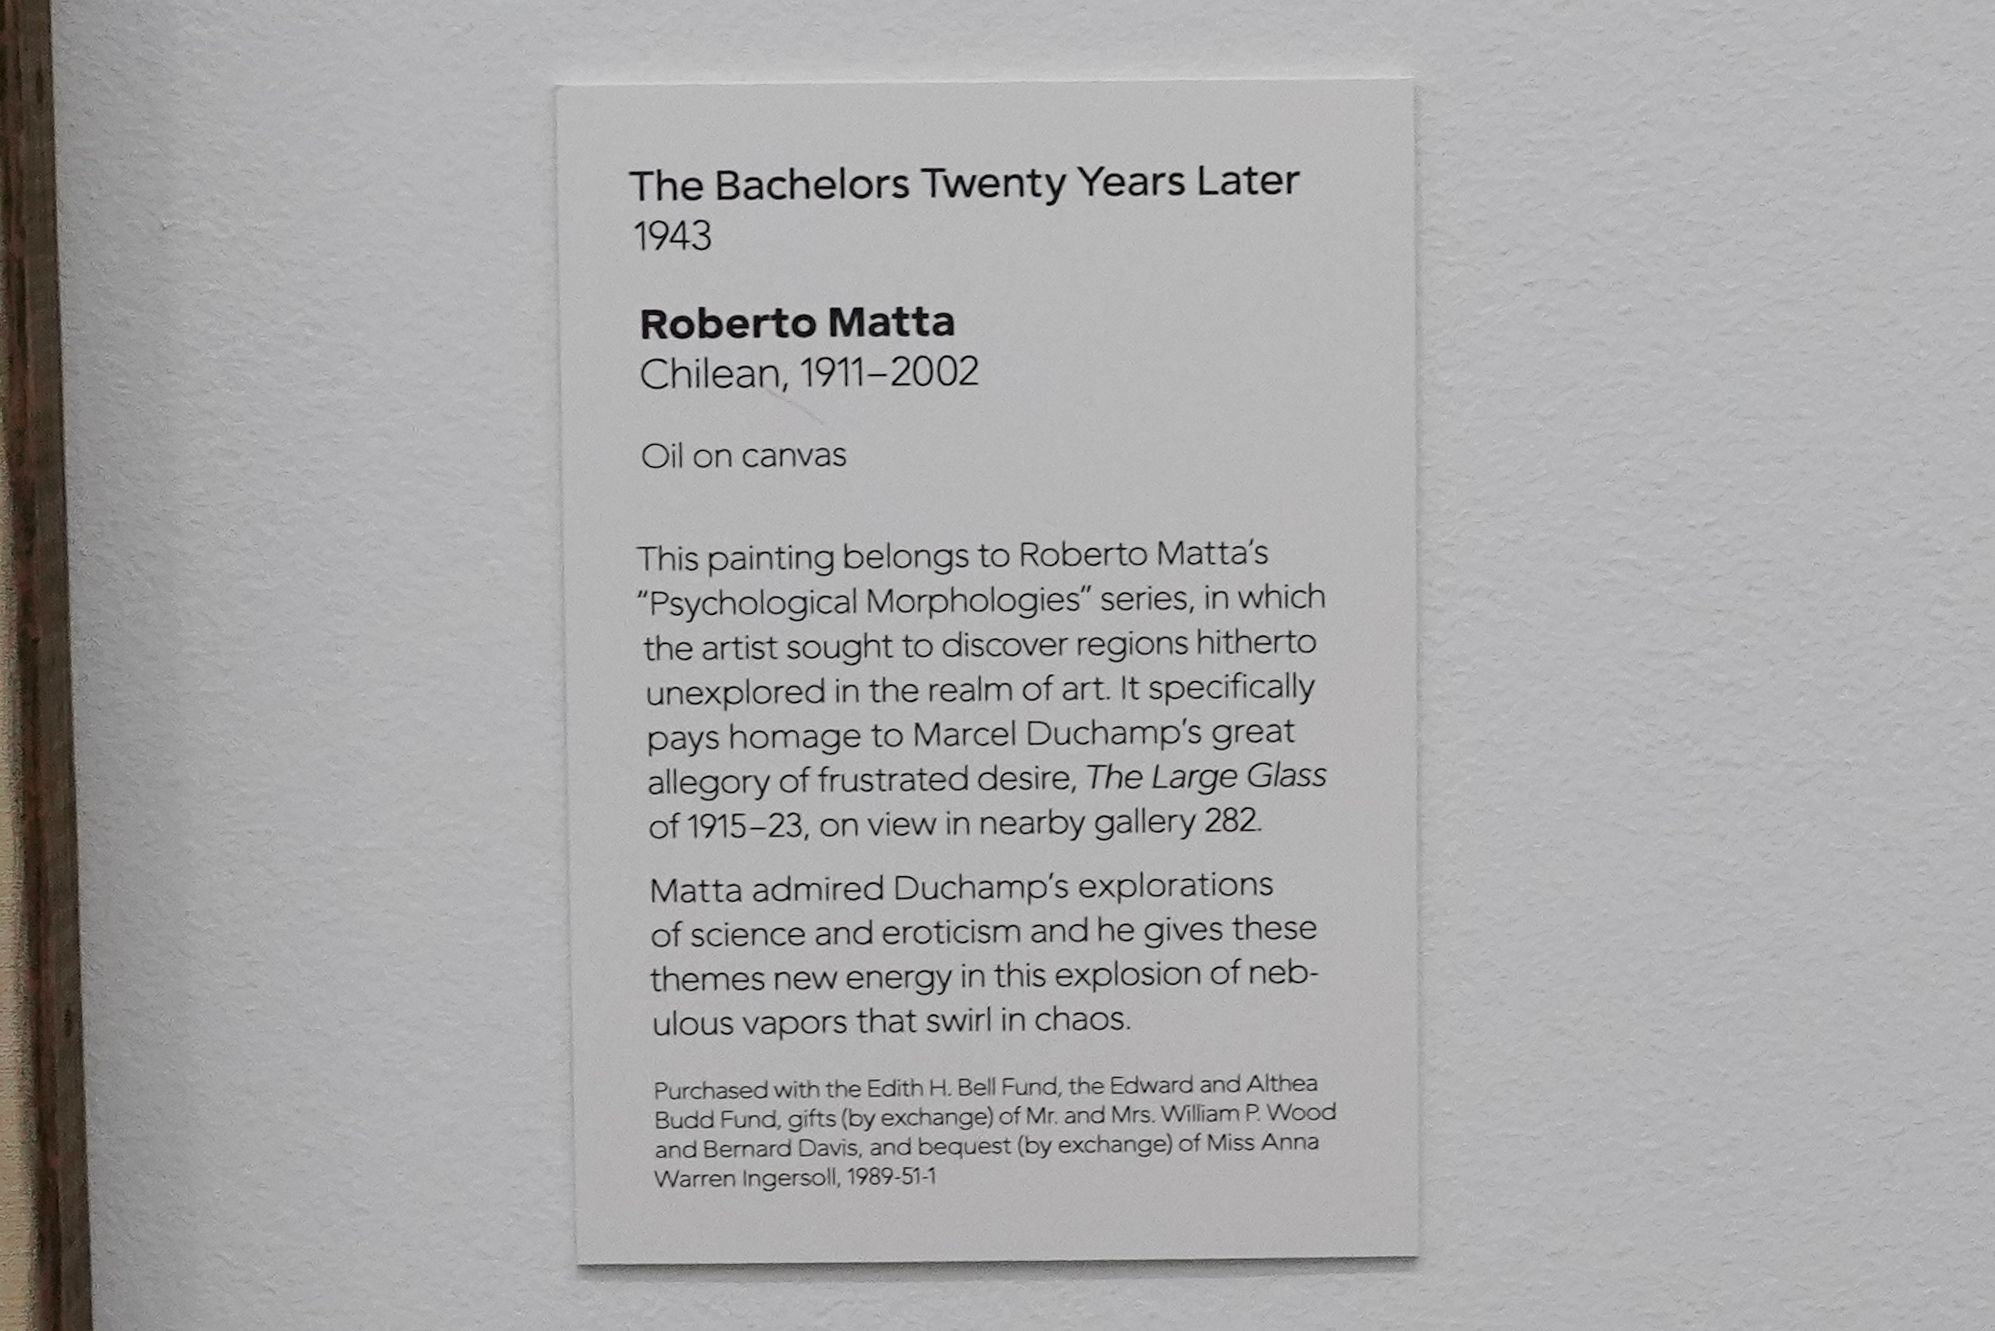 The Bachelors Twenty Years Later
1943
Roberto Matta
Chilean, 1911–2002
Oil on canvas
This painting belongs to Roberto Matta’s
“Psychological Morphologies” series, in which
the artist sought to discover regions hitherto
unexplored in the realm of art. It specifically
pays homage to Marcel Duchamp’s great
allegory of frustrated desire, The Large Glass
of 1915–23, on view in nearby gallery 282.
Matta admired Duchamp’s explorations
of science and eroticism and he gives these
themes new energy in this explosion of neb-
ulous vapors that swirl in chaos.
Purchased with the Edith H. Bell Fund, the Edward and Althea
Budd Fund, gifts (by exchange) of Mr. and Mrs. William P. Wood
and Bernard Davis, and bequest (by exchange) of Miss Anna
Warren Ingersoll, 1989-51-1